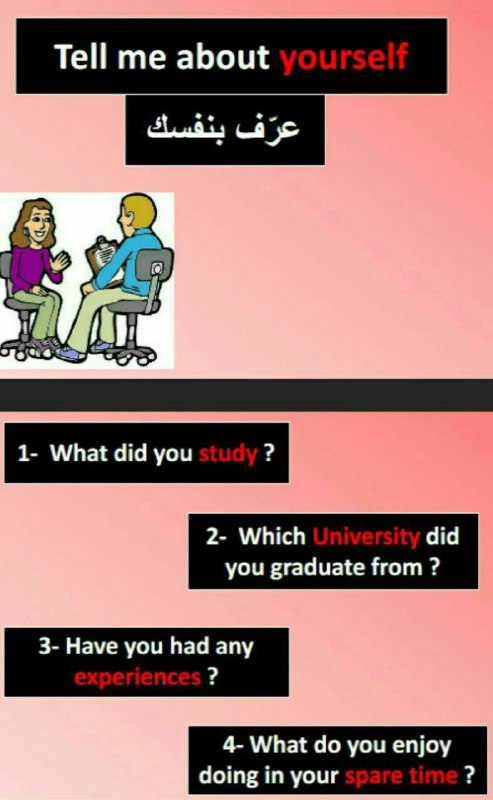 Tell me about yourself
عرّف بنفسك
1- What did you study ?
2- Which University did
you graduate from ?
3- Have you had any
experiences ?
4- What do you enjoy
doing in your spare time ?